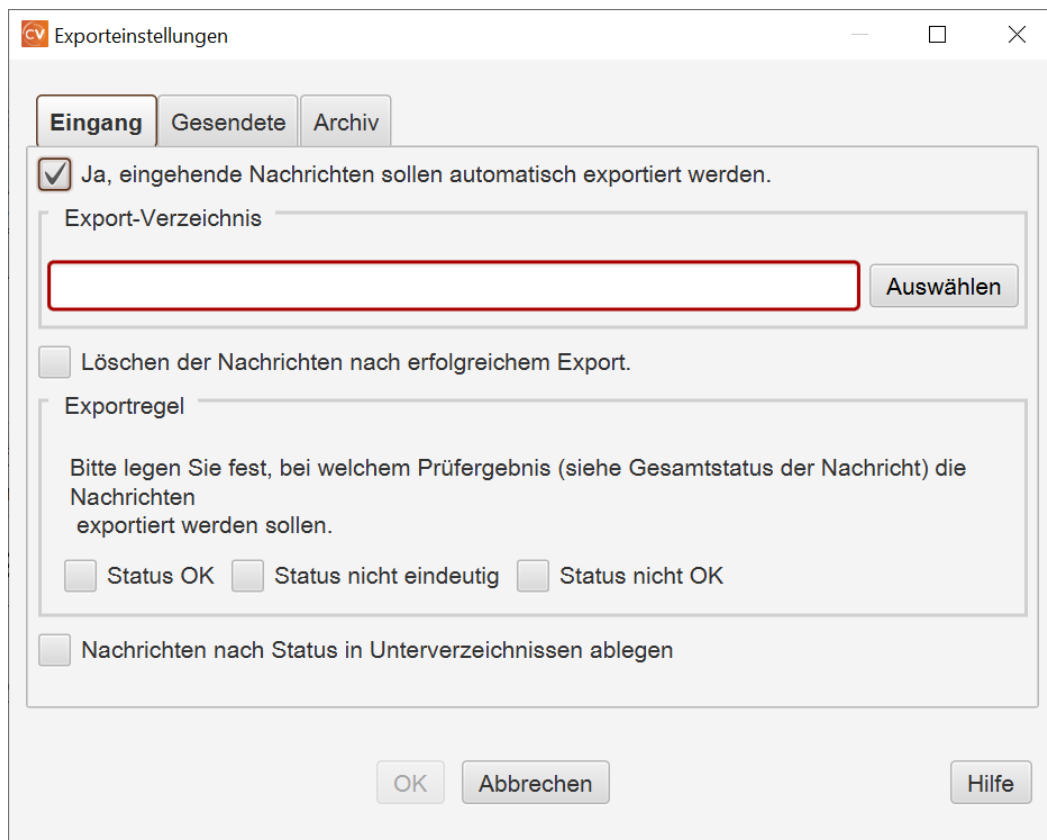 CV Exporteinstellungen
Eingang Gesendete Archiv
Ja, eingehende Nachrichten sollen automatisch exportiert werden.
Export-Verzeichnis
Auswählen
Löschen der Nachrichten nach erfolgreichem Export.
Exportregel
Bitte legen Sie fest, bei welchem Prüfergebnis (siehe Gesamtstatus der Nachricht) die
Nachrichten
exportiert werden sollen.
Status OK Status nicht eindeutig Status nicht OK
Nachrichten nach Status in Unterverzeichnissen ablegen
OK Abbrechen Hilfe